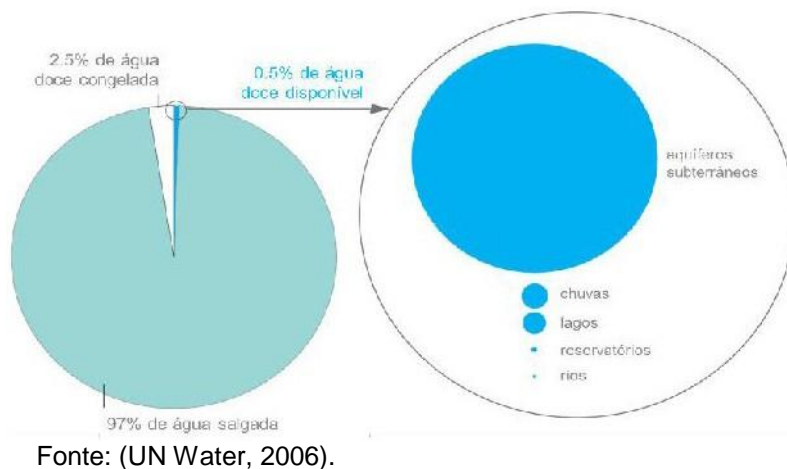 2.5% de água
doce congelada
0.5% de água
doce disponível
aquíferos
subterrâneos
chuvas
lagos
reservatórios
rios
97% de água salgada
Fonte: (UN Water, 2006).